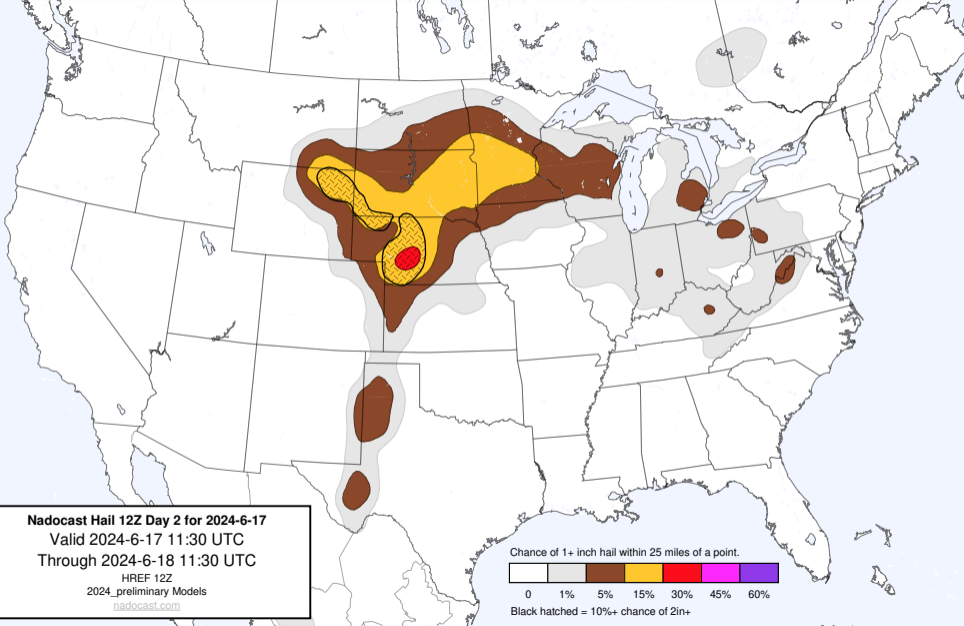 Nadocast Hail 12Z Day 2 for 2024-6-17
Valid 2024-6-17 11:30 UTC
Through 2024-6-18 11:30 UTC
HREF 12Z
2024_preliminary Models
nadocast.com
Chance of 1+ inch hail within 25 miles of a point.
0 1% 5% 15% 30% 45% 60%
Black hatched = 10%+ chance of 2in+